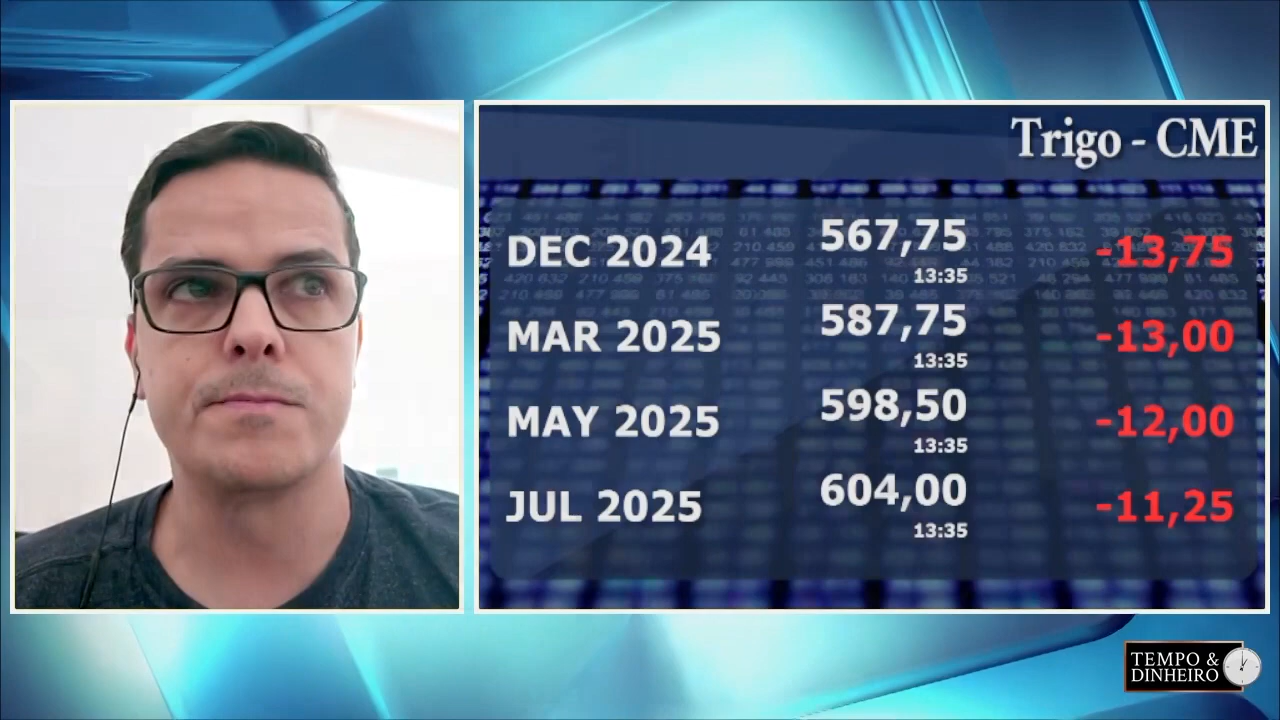 Trigo - CME
DEC 2024 567,75 -13,75
13:35
MAR 2025 587,75 -13,00
13:35
MAY 2025 598,50 -12,00
13:35
JUL 2025 604,00 -11,25
13:35
TEMPO &
DINHEIRO